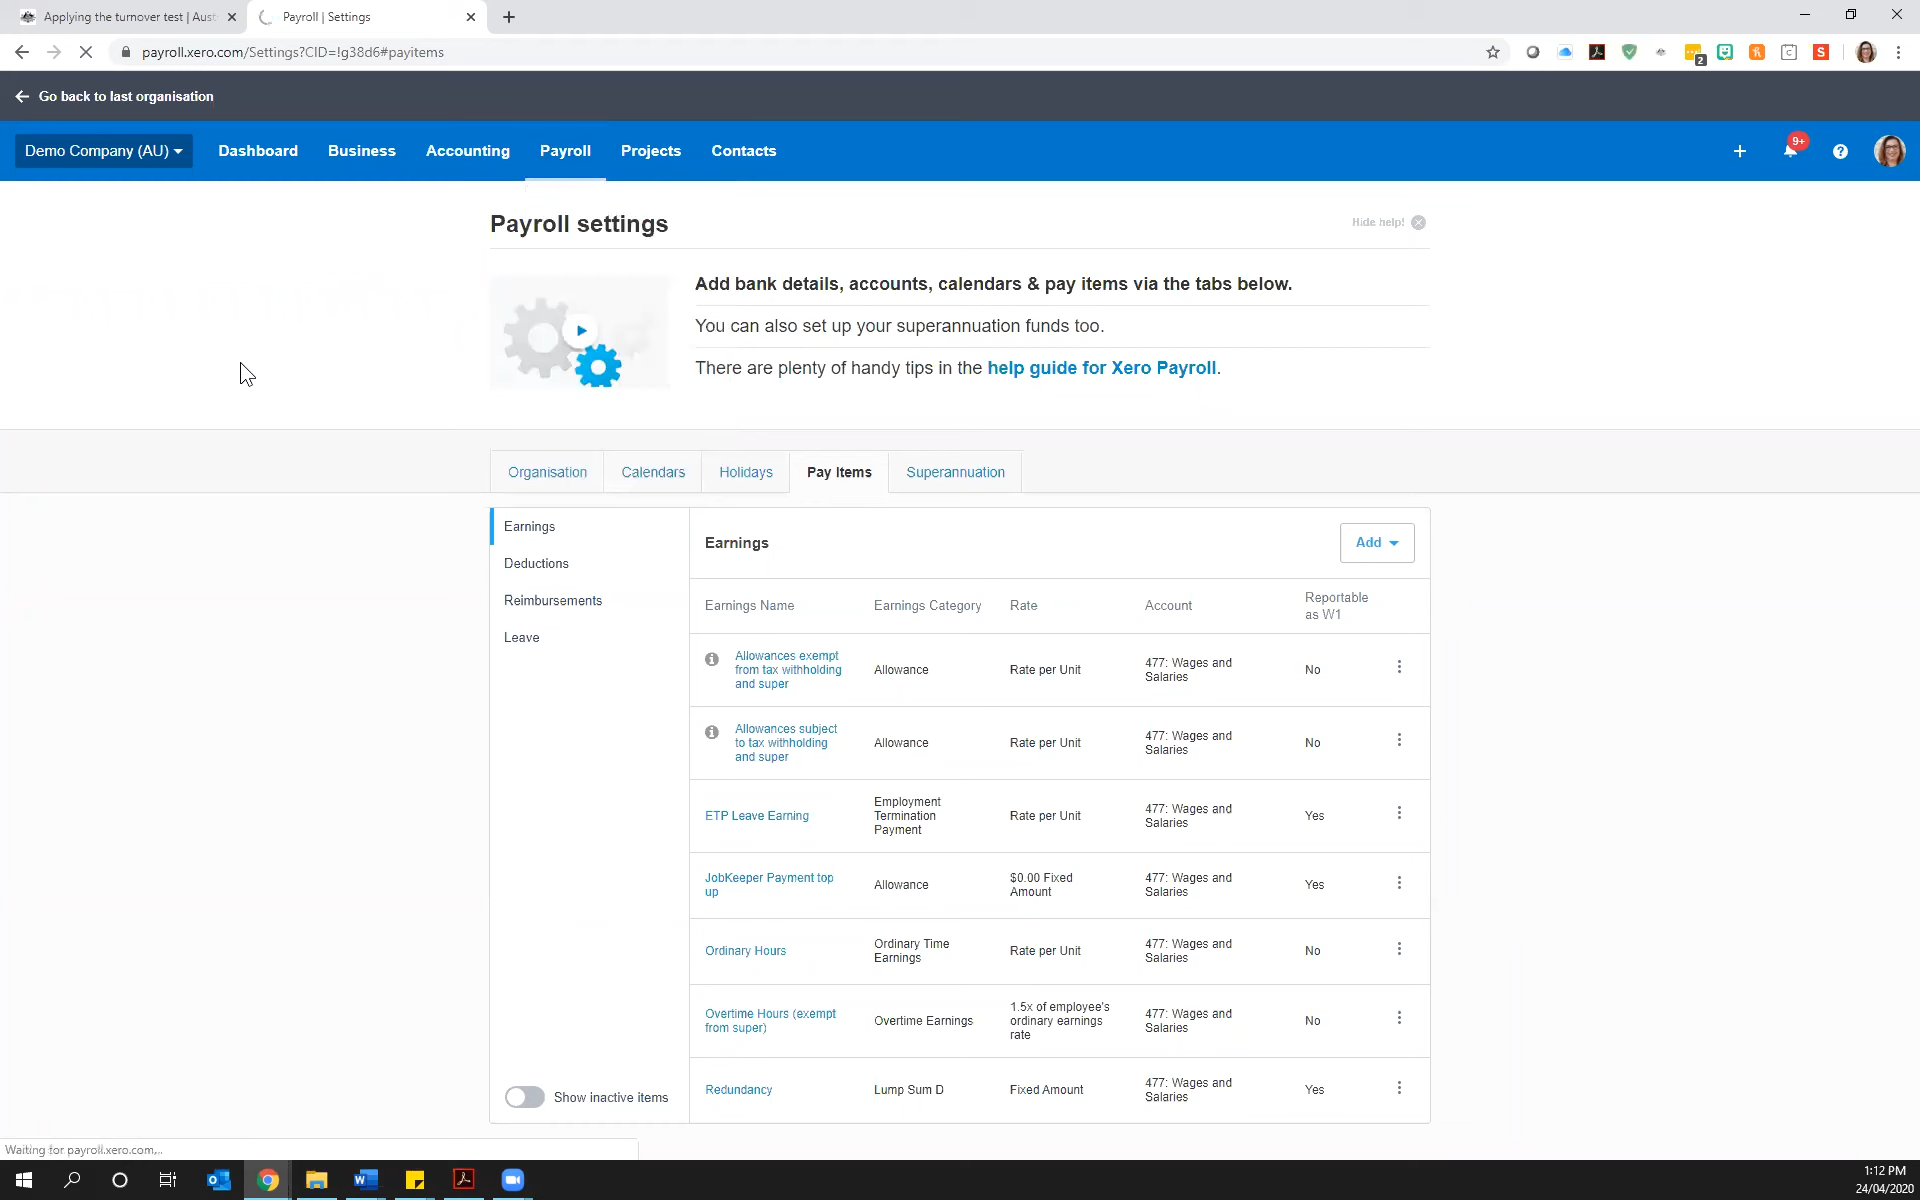 Applying the turnover test | Aust
Payroll | Settings
payroll.xero.com/Settings?CID=!g38d6#payitems
2
Go back to last organisation
Demo Company (AU)
Dashboard
Business
Accounting
Payroll
Projects
Contacts
9+
Payroll settings
Hide help!
Add bank details, accounts, calendars & pay items via the tabs below.
You can also set up your superannuation funds too.
There are plenty of handy tips in the help guide for Xero Payroll.
Organisation
Calendars
Holidays
Pay Items
Superannuation
Earnings
Deductions
Reimbursements
Leave
Show inactive items
Earnings
Add
Earnings Name
Earnings Category
Rate
Account
Reportable
as W1
Allowances exempt
from tax withholding
and super
Allowance
Rate per Unit
477: Wages and
Salaries
No
Allowances subject
to tax withholding
and super
Allowance
Rate per Unit
477: Wages and
Salaries
No
ETP Leave Earning
Employment
Termination
Payment
Rate per Unit
477: Wages and
Salaries
Yes
JobKeeper Payment top
up
Allowance
$0.00 Fixed
Amount
477: Wages and
Salaries
Yes
Ordinary Hours
Ordinary Time
Earnings
Rate per Unit
477: Wages and
Salaries
No
Overtime Hours (exempt
from super)
Overtime Earnings
1.5x of employee's
ordinary earnings
rate
477: Wages and
Salaries
No
Redundancy
Lump Sum D
Fixed Amount
477: Wages and
Salaries
Yes
Waiting for payroll.xero.com...
1:12 PM
24/04/2020